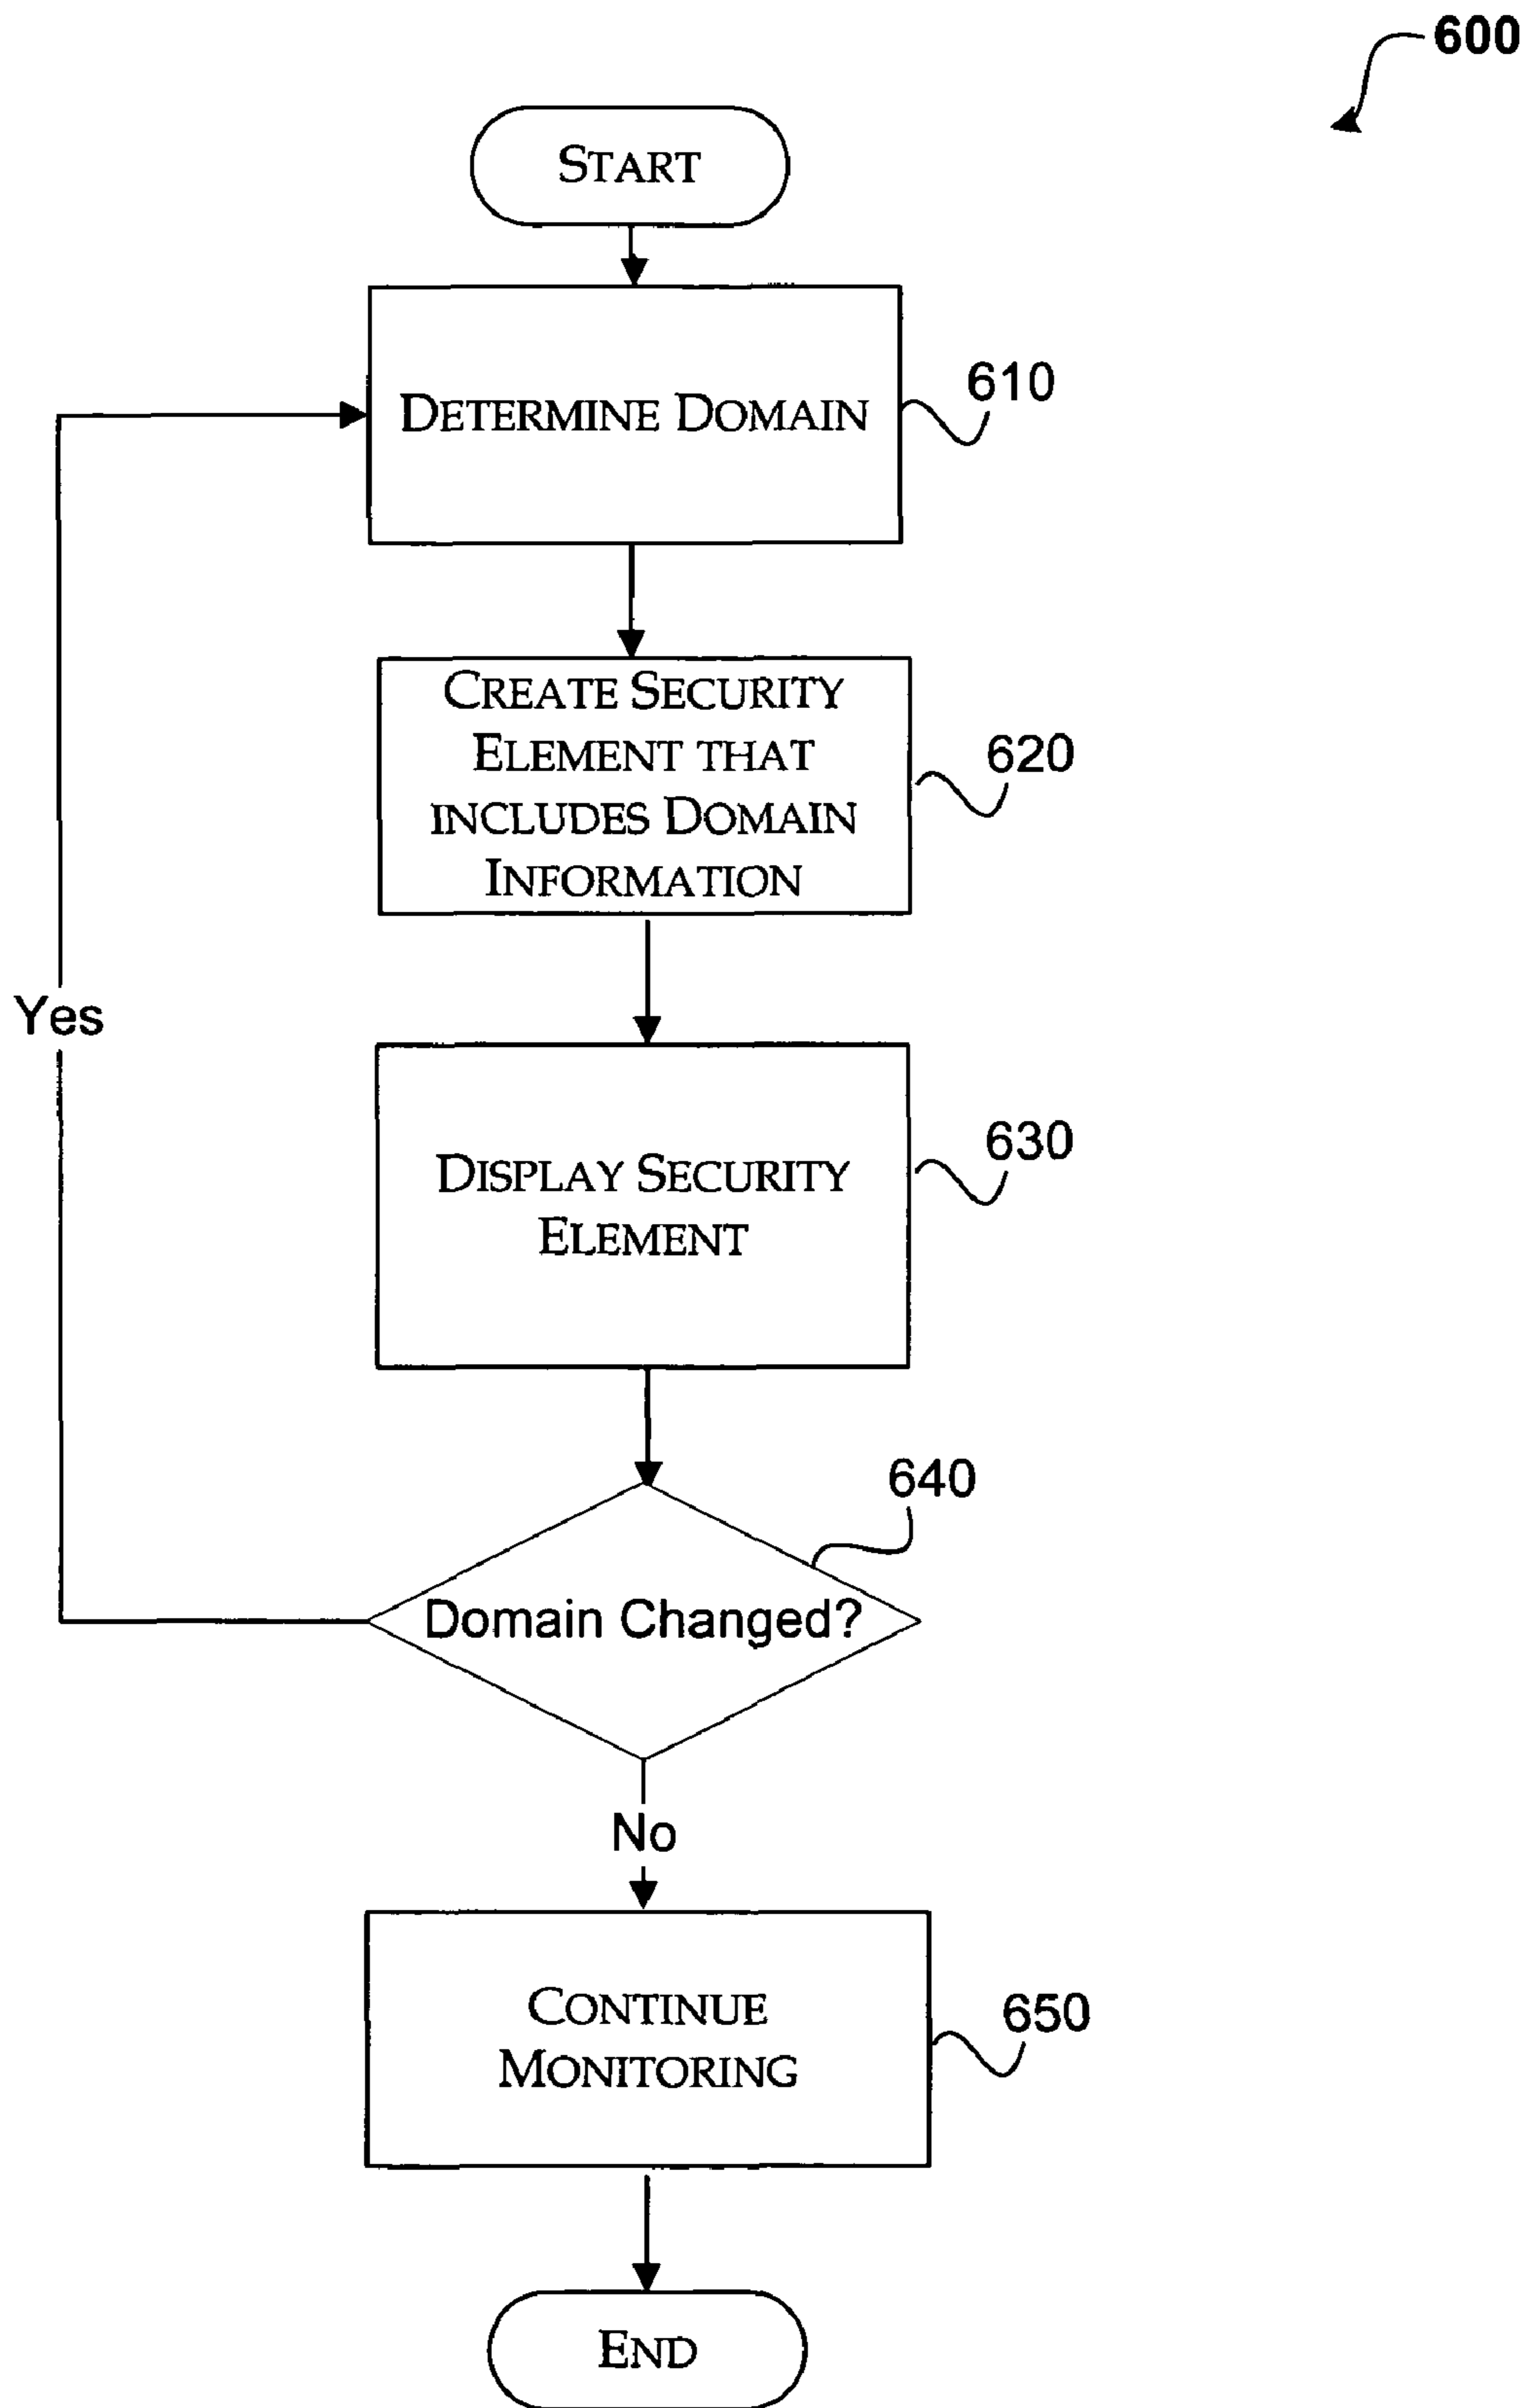 600
START
DETERMINE DOMAIN
610
CREATE SECURITY
ELEMENT THAT
INCLUDES DOMAIN
INFORMATION
620
Yes
DISPLAY SECURITY
ELEMENT
630
640
Domain Changed?
No
CONTINUE
MONITORING
650
END